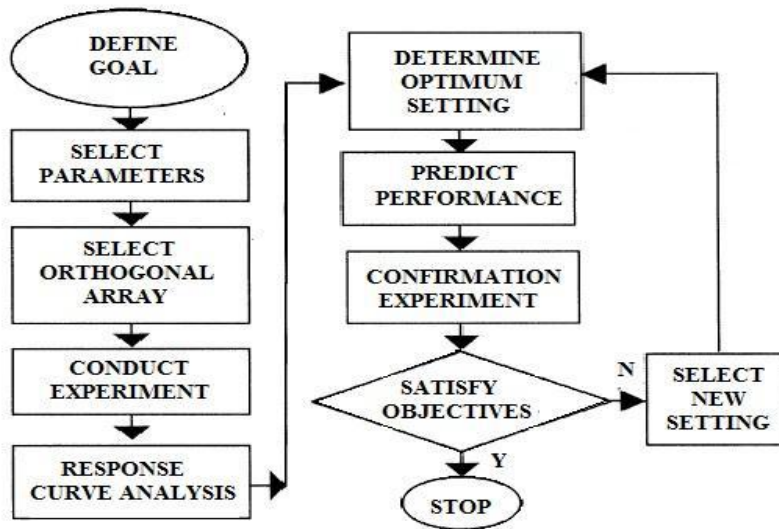 DEFINE
GOAL
SELECT
PARAMETERS
SELECT
ORTHOGONAL
ARRAY
CONDUCT
EXPERIMENT
RESPONSE
CURVE ANALYSIS
DETERMINE
OPTIMUM
SETTING
PREDICT
PERFORMANCE
CONFIRMATION
EXPERIMENT
SATISFY
OBJECTIVES
N
SELECT
NEW
SETTING
Y
STOP